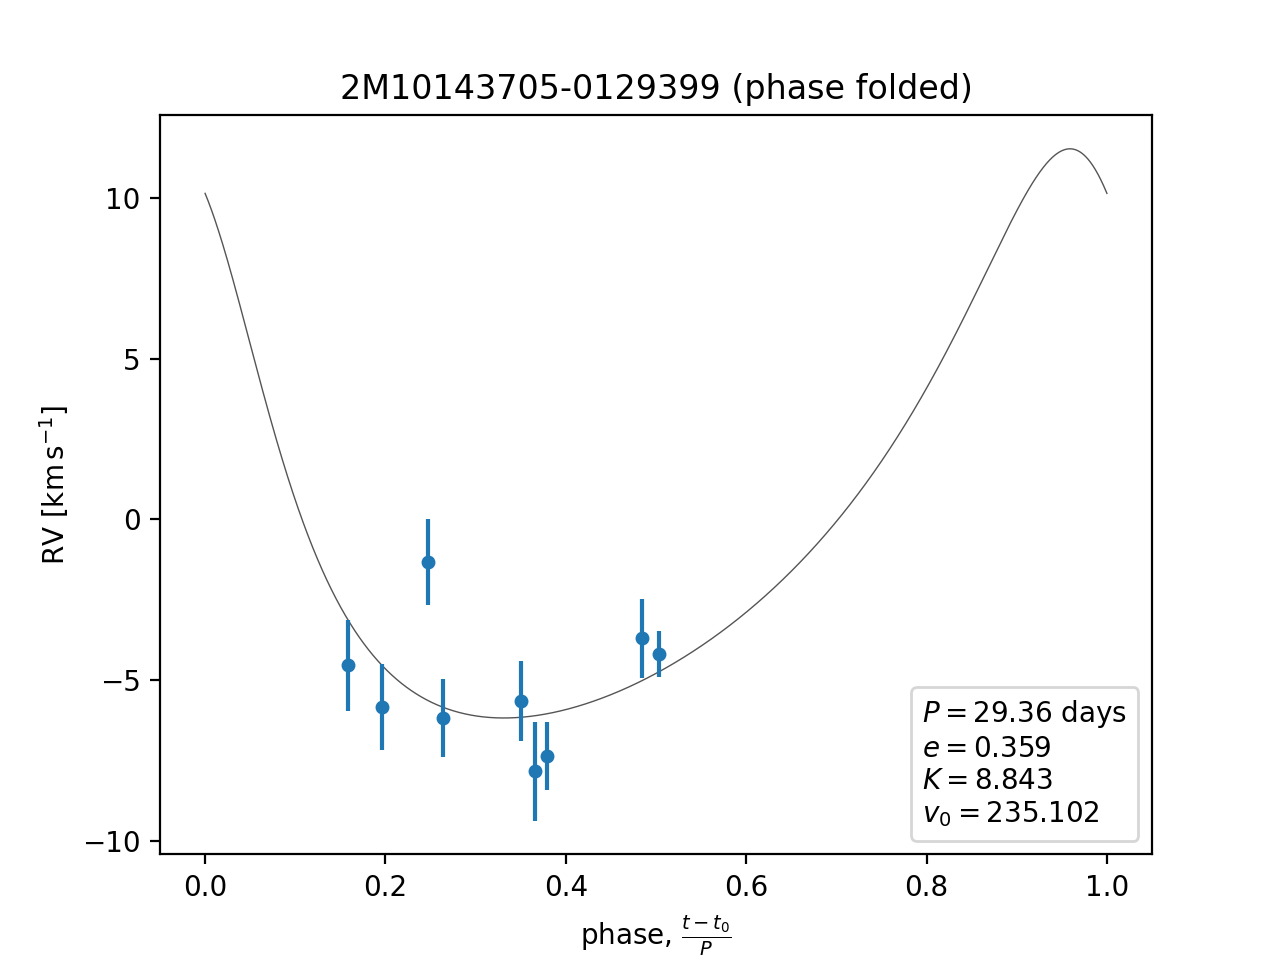 2M10143705-0129399 (phase folded)
RV [km s⁻¹]
10
5
0
−5
−10
0.0 0.2 0.4 0.6 0.8 1.0
phase, (t − t₀)/P
P = 29.36 days
e = 0.359
K = 8.843
v₀ = 235.102